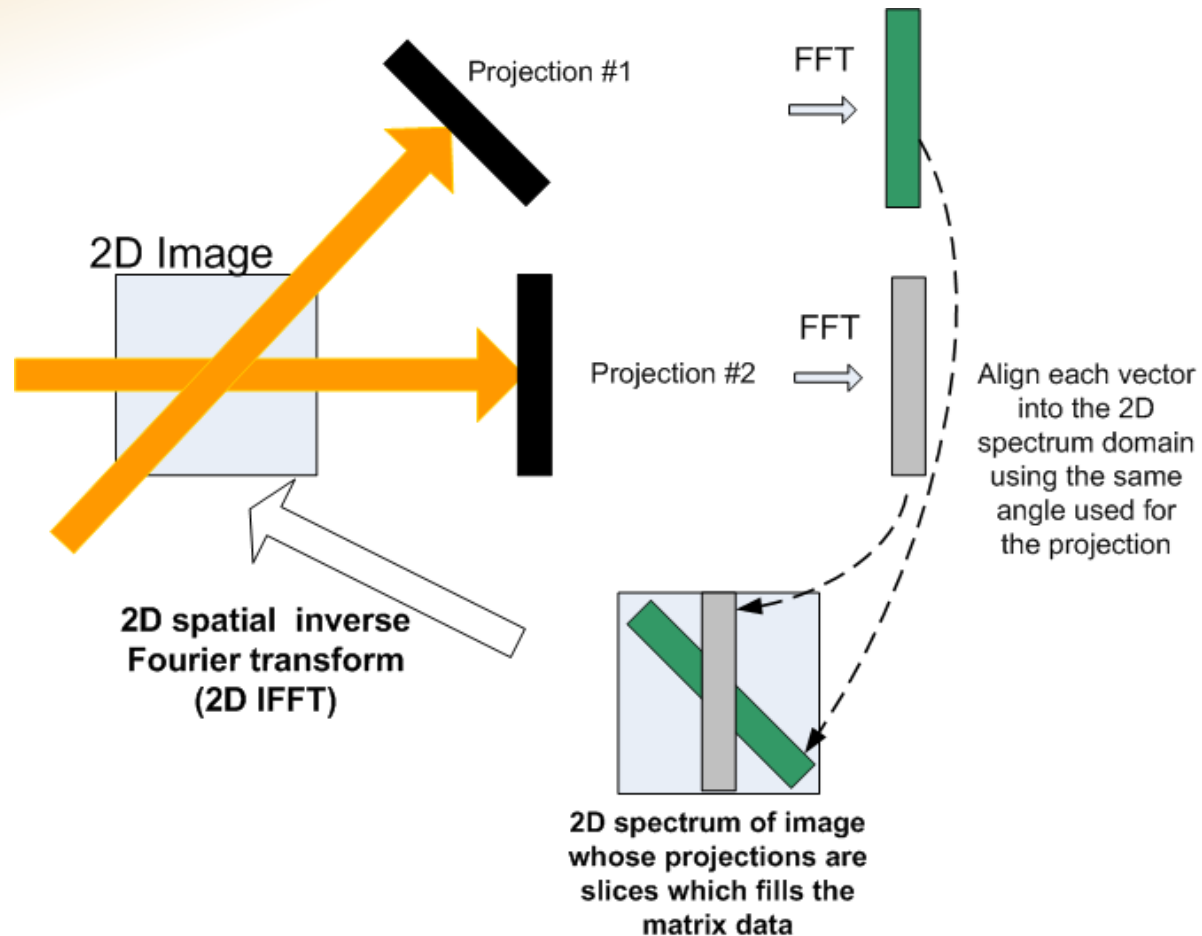 Projection #1
FFT
2D Image
FFT
Projection #2
Align each vector
into the 2D
spectrum domain
using the same
angle used for
the projection
2D spatial inverse
Fourier transform
(2D IFFT)
2D spectrum of image
whose projections are
slices which fills the
matrix data